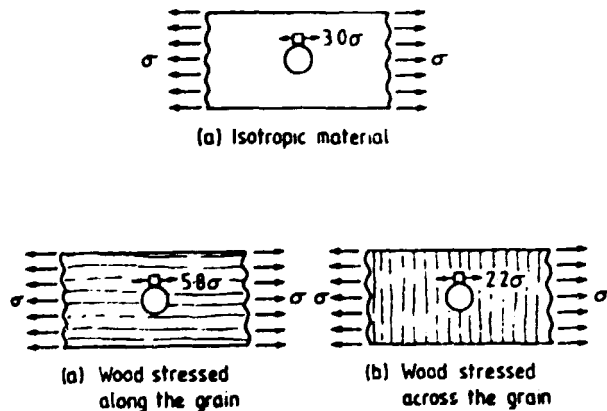 σ 3.0σ σ
(a) Isotropic material
σ 5.8σ σ
σ 2.2σ σ
(a) Wood stressed
along the grain
(b) Wood stressed
across the grain